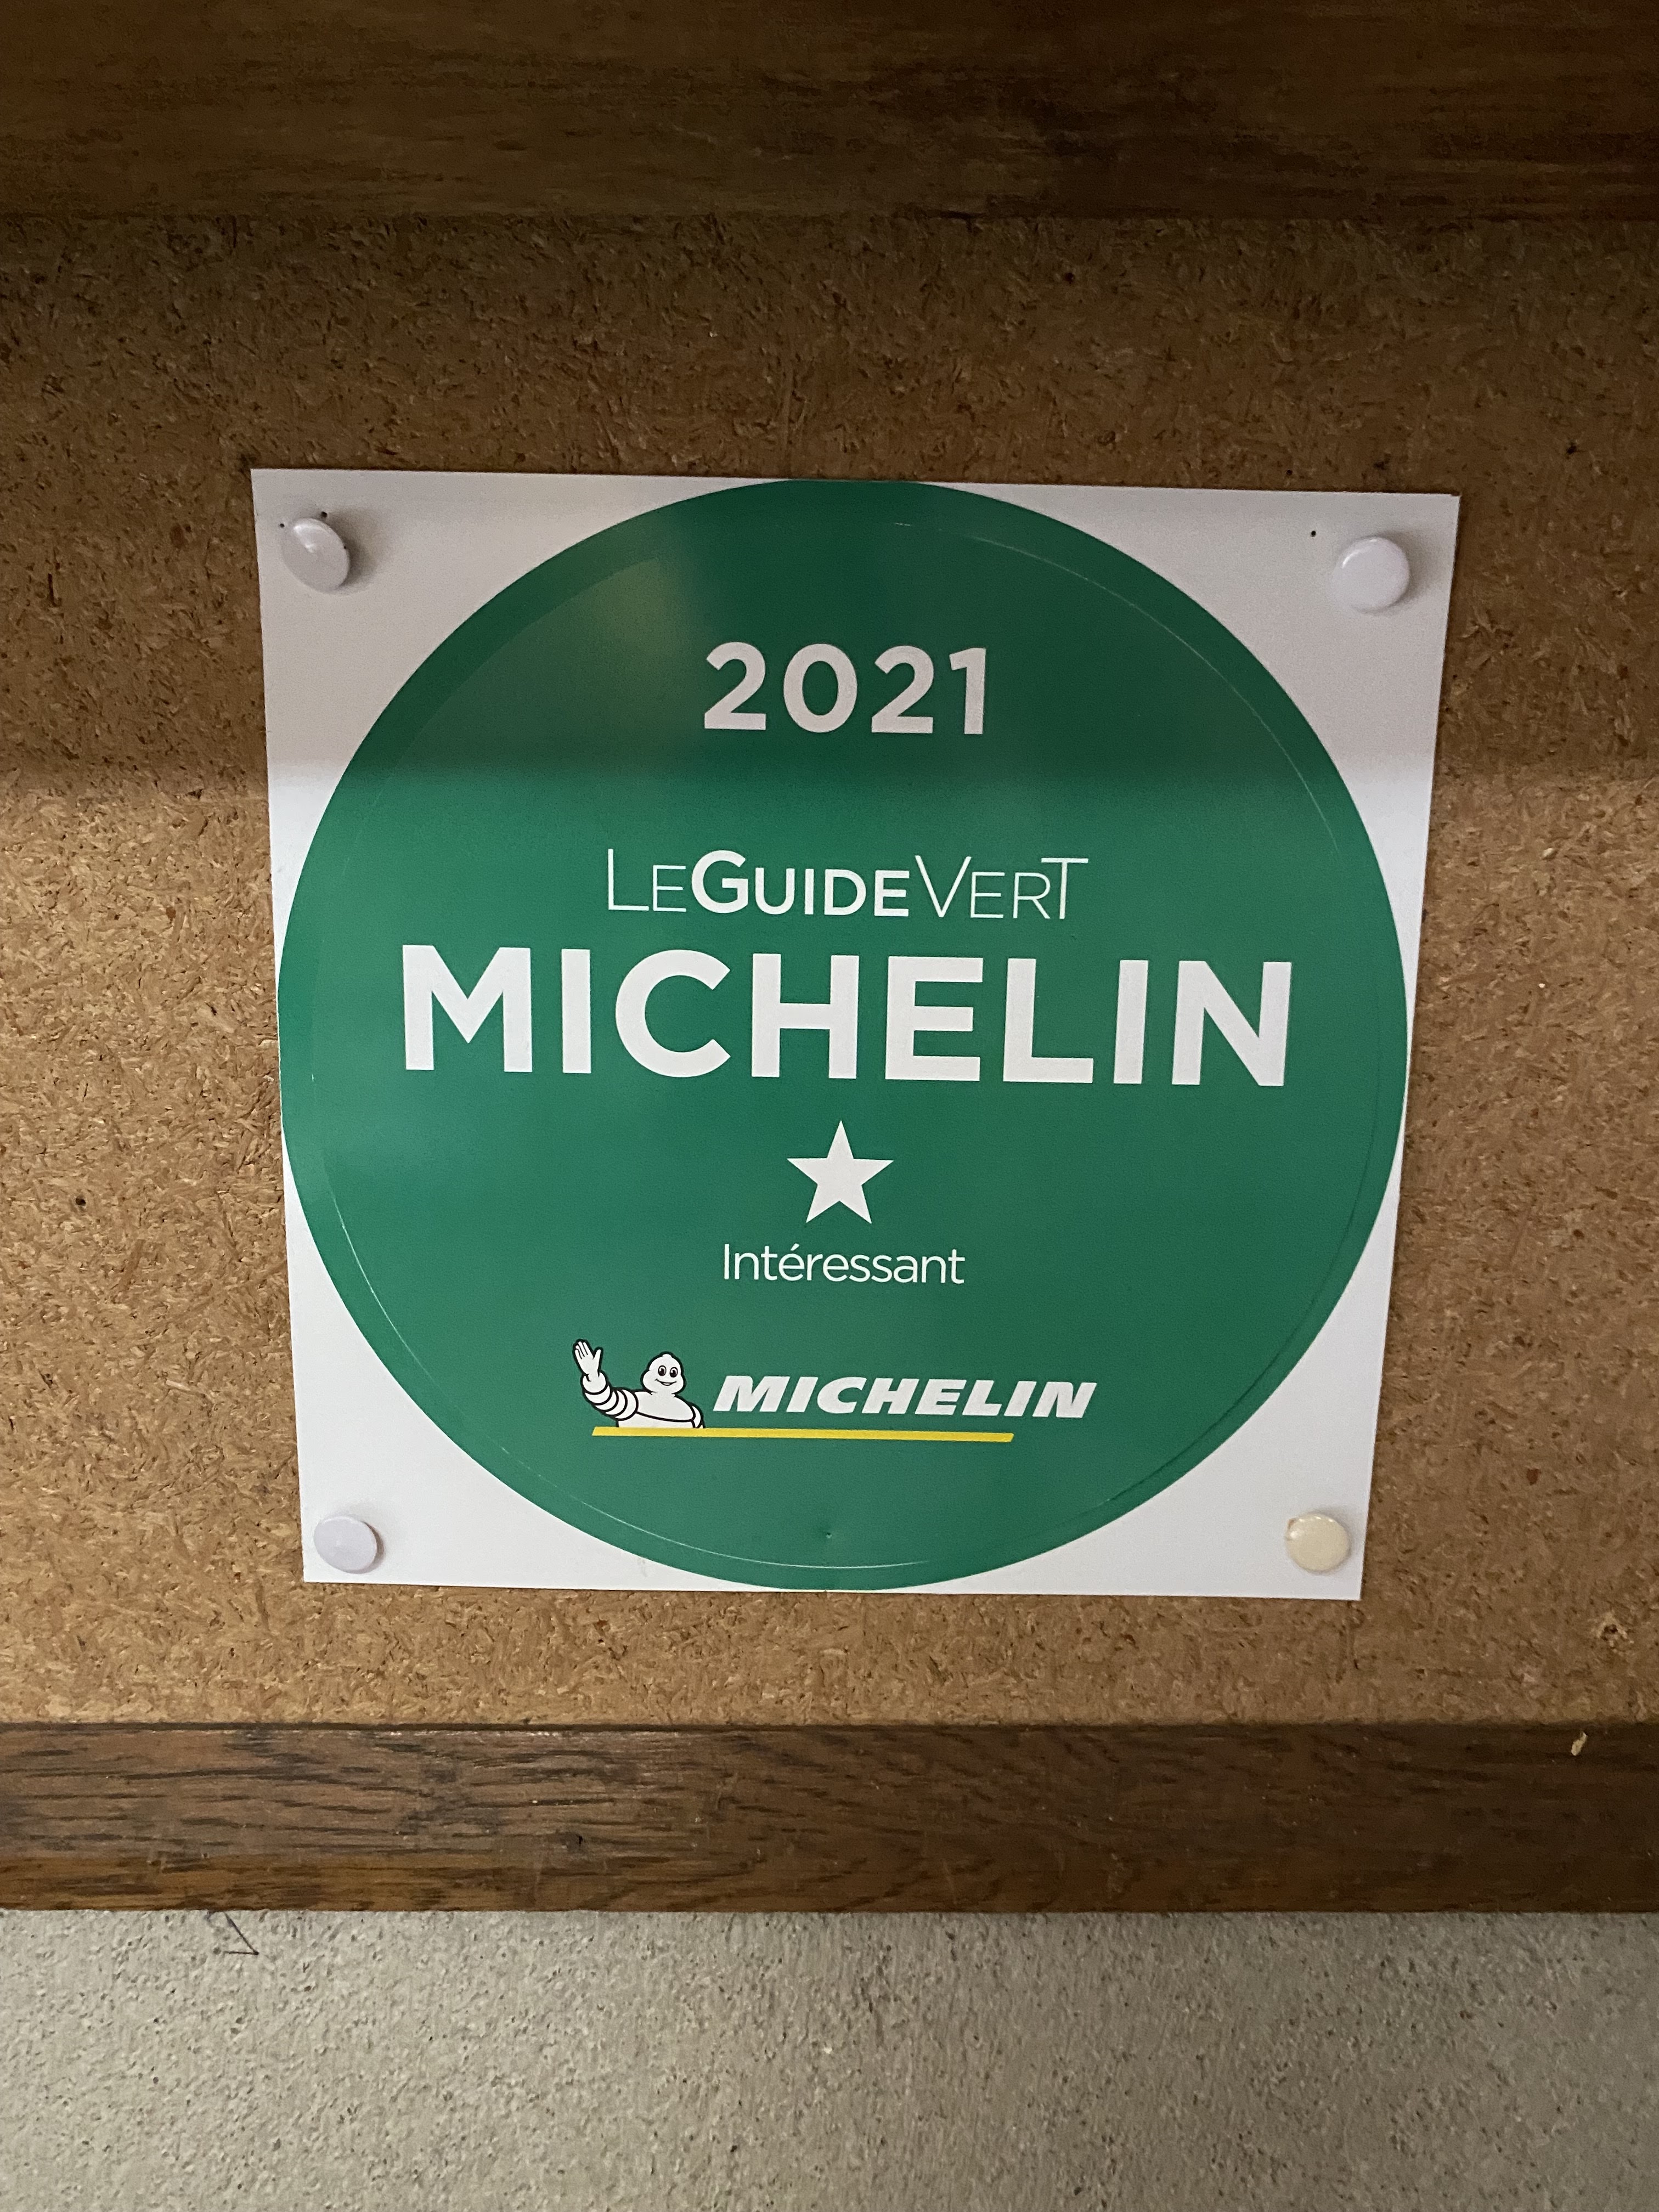 2021
LEGUIDEVERT
MICHELIN
Intéressant
MICHELIN